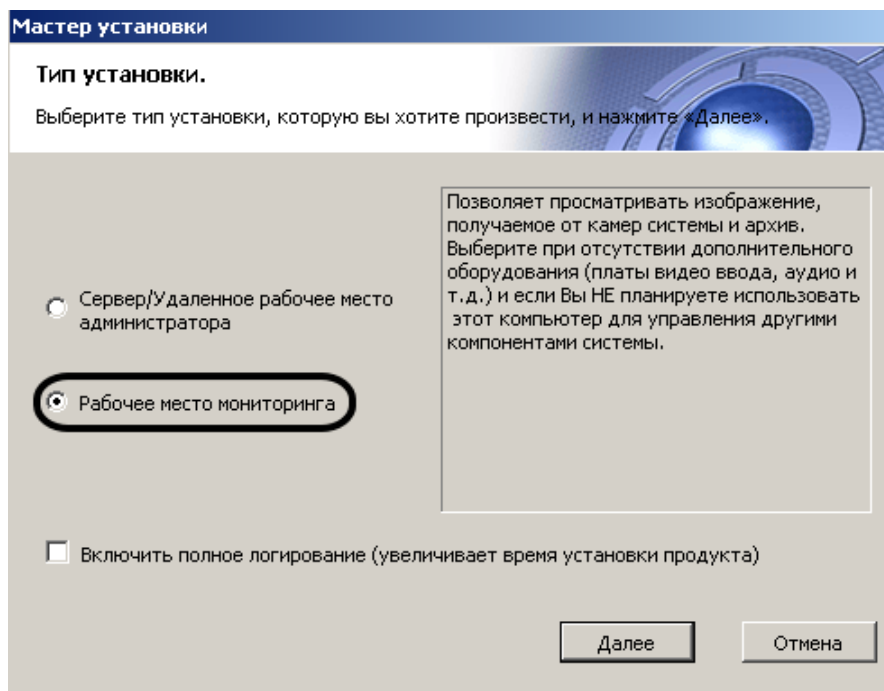 Мастер установки
Тип установки.
Выберите тип установки, которую вы хотите произвести, и нажмите «Далее».
Сервер/Удаленное рабочее место
администратора
Рабочее место мониторинга
Позволяет просматривать изображение,
получаемое от камер системы и архив.
Выберите при отсутствии дополнительного
оборудования (платы видео ввода, аудио и
т.д.) и если Вы НЕ планируете использовать
этот компьютер для управления другими
компонентами системы.
Включить полное логирование (увеличивает время установки продукта)
Далее
Отмена